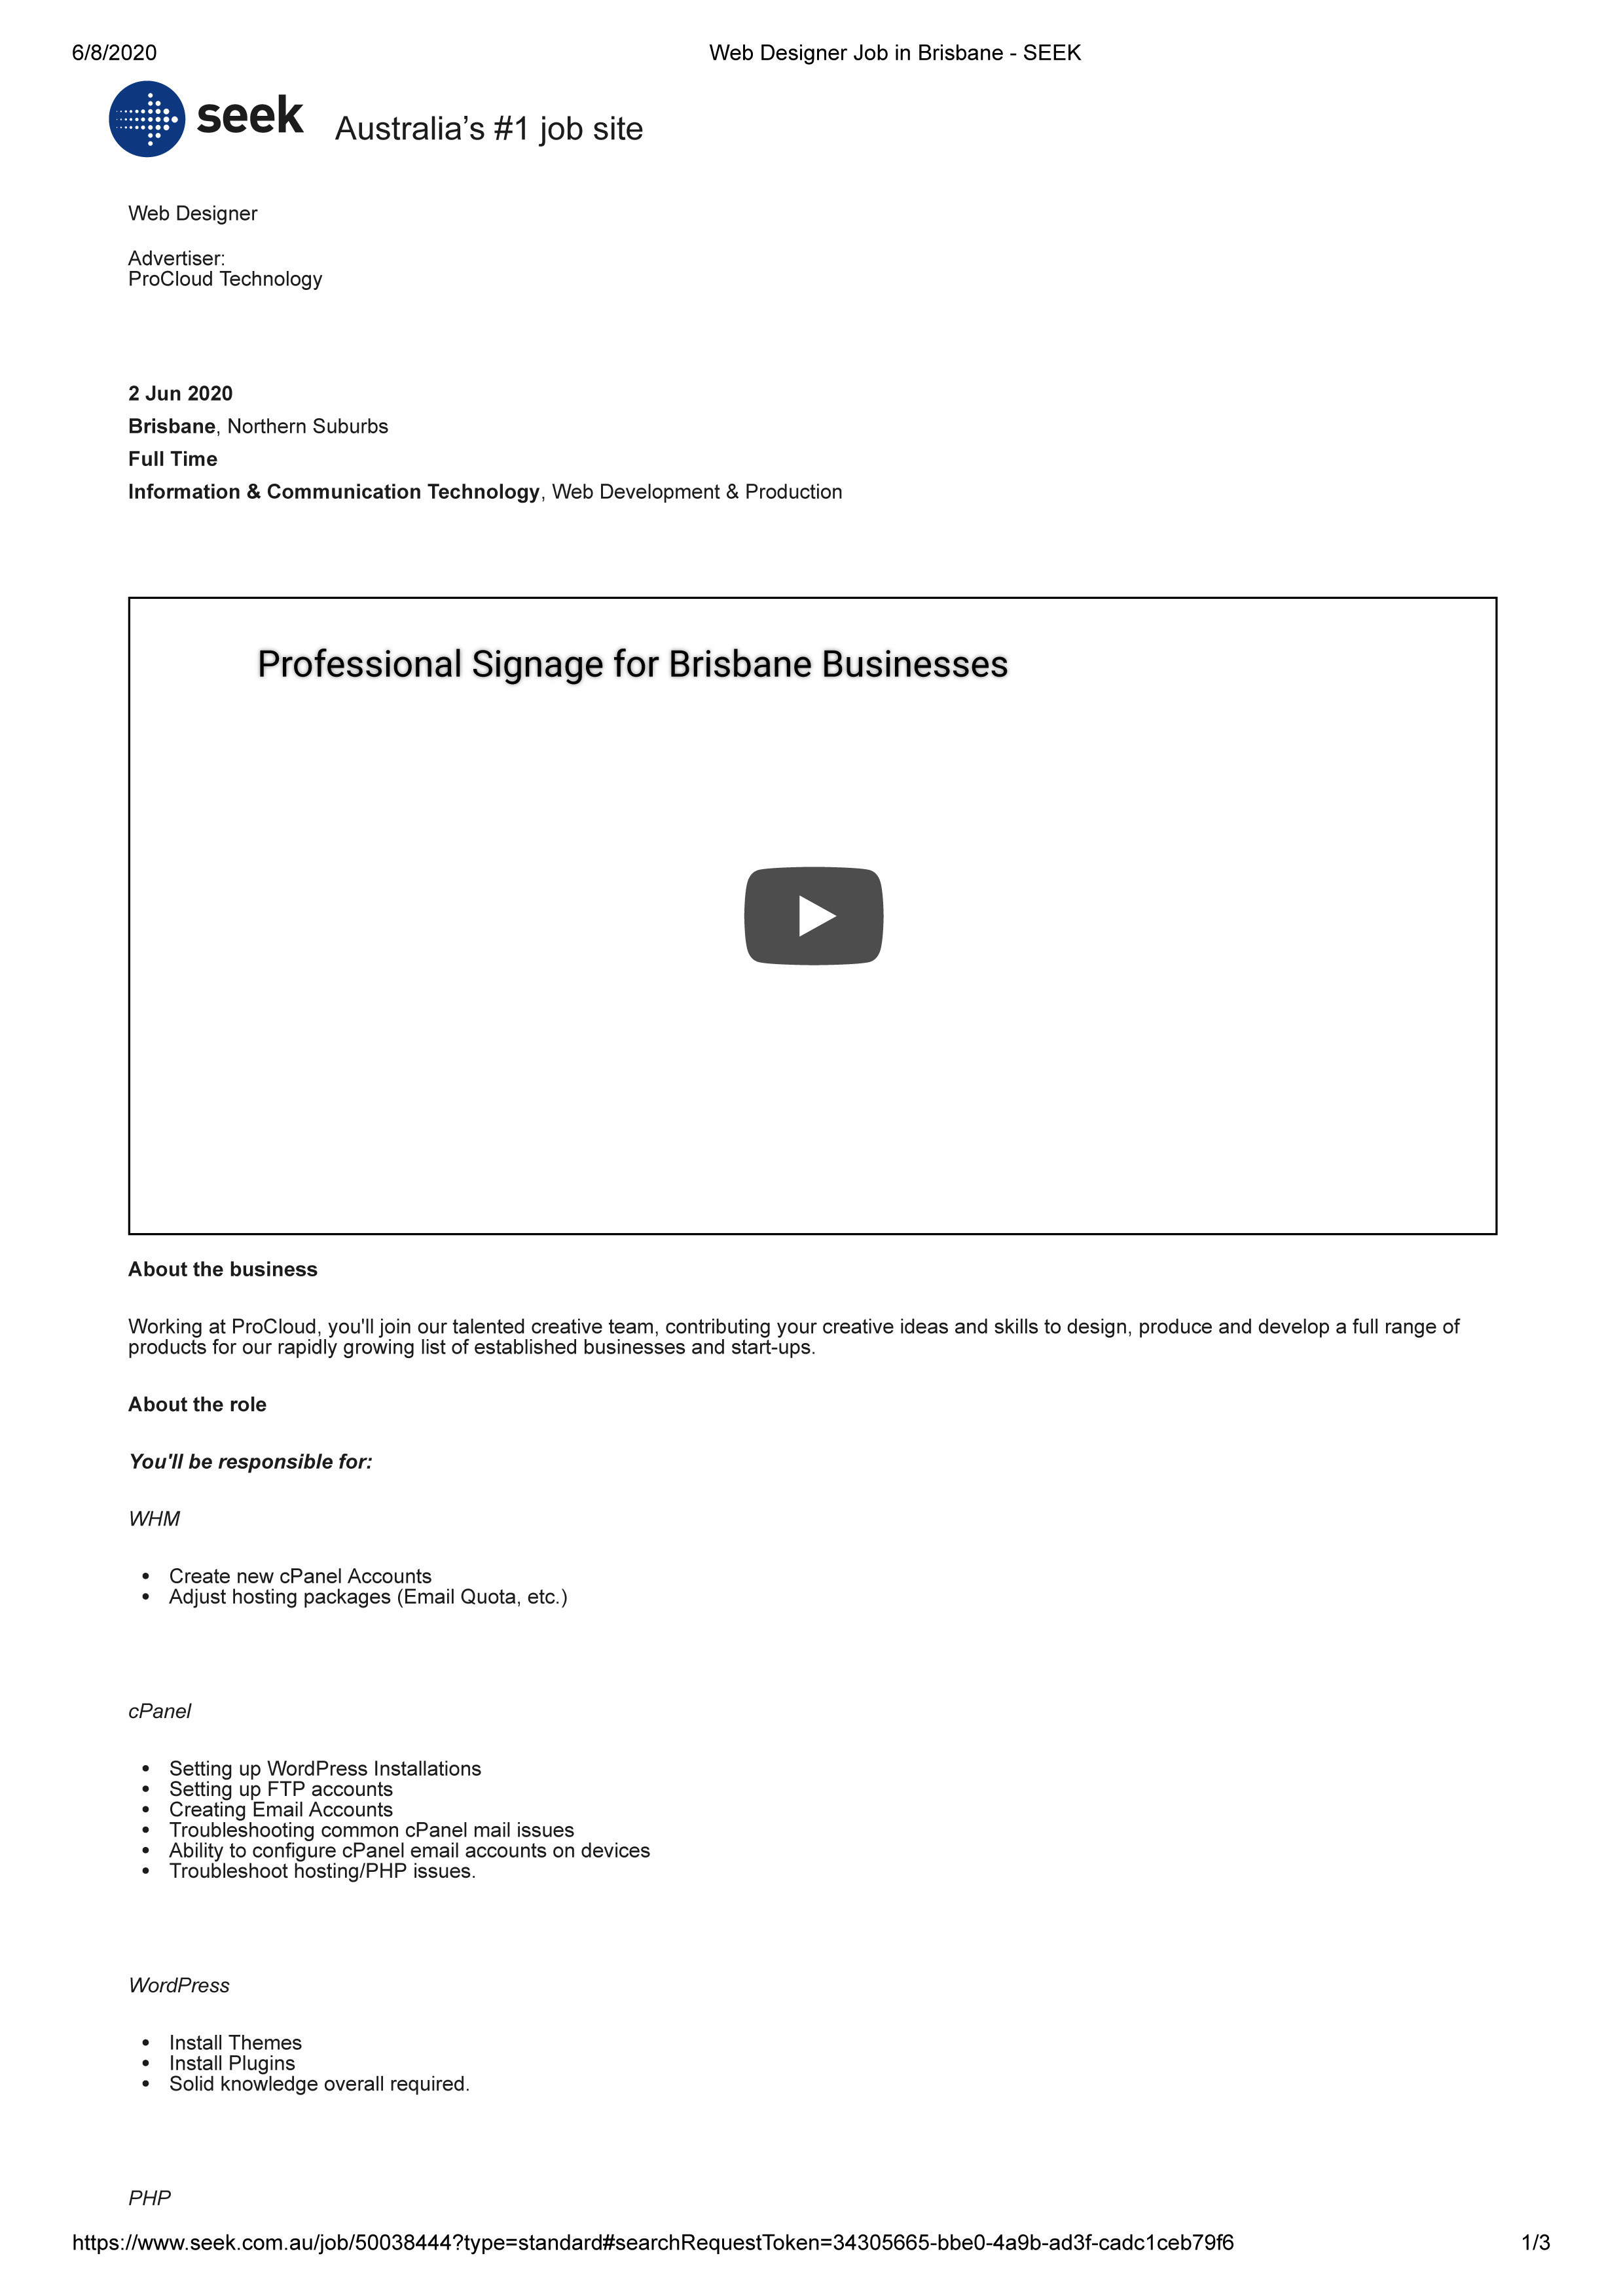 6/8/2020 Web Designer Job in Brisbane - SEEK
seek Australia’s #1 job site
Web Designer
Advertiser:
ProCloud Technology
2 Jun 2020
Brisbane, Northern Suburbs
Full Time
Information & Communication Technology, Web Development & Production
Professional Signage for Brisbane Businesses
About the business
Working at ProCloud, you'll join our talented creative team, contributing your creative ideas and skills to design, produce and develop a full range of
products for our rapidly growing list of established businesses and start-ups.
About the role
You'll be responsible for:
WHM
• Create new cPanel Accounts
• Adjust hosting packages (Email Quota, etc.)
cPanel
• Setting up WordPress Installations
• Setting up FTP accounts
• Creating Email Accounts
• Troubleshooting common cPanel mail issues
• Ability to configure cPanel email accounts on devices
• Troubleshoot hosting/PHP issues.
WordPress
• Install Themes
• Install Plugins
• Solid knowledge overall required.
PHP
https://www.seek.com.au/job/50038444?type=standard#searchRequestToken=34305665-bbe0-4a9b-ad3f-cadc1ceb79f6 1/3